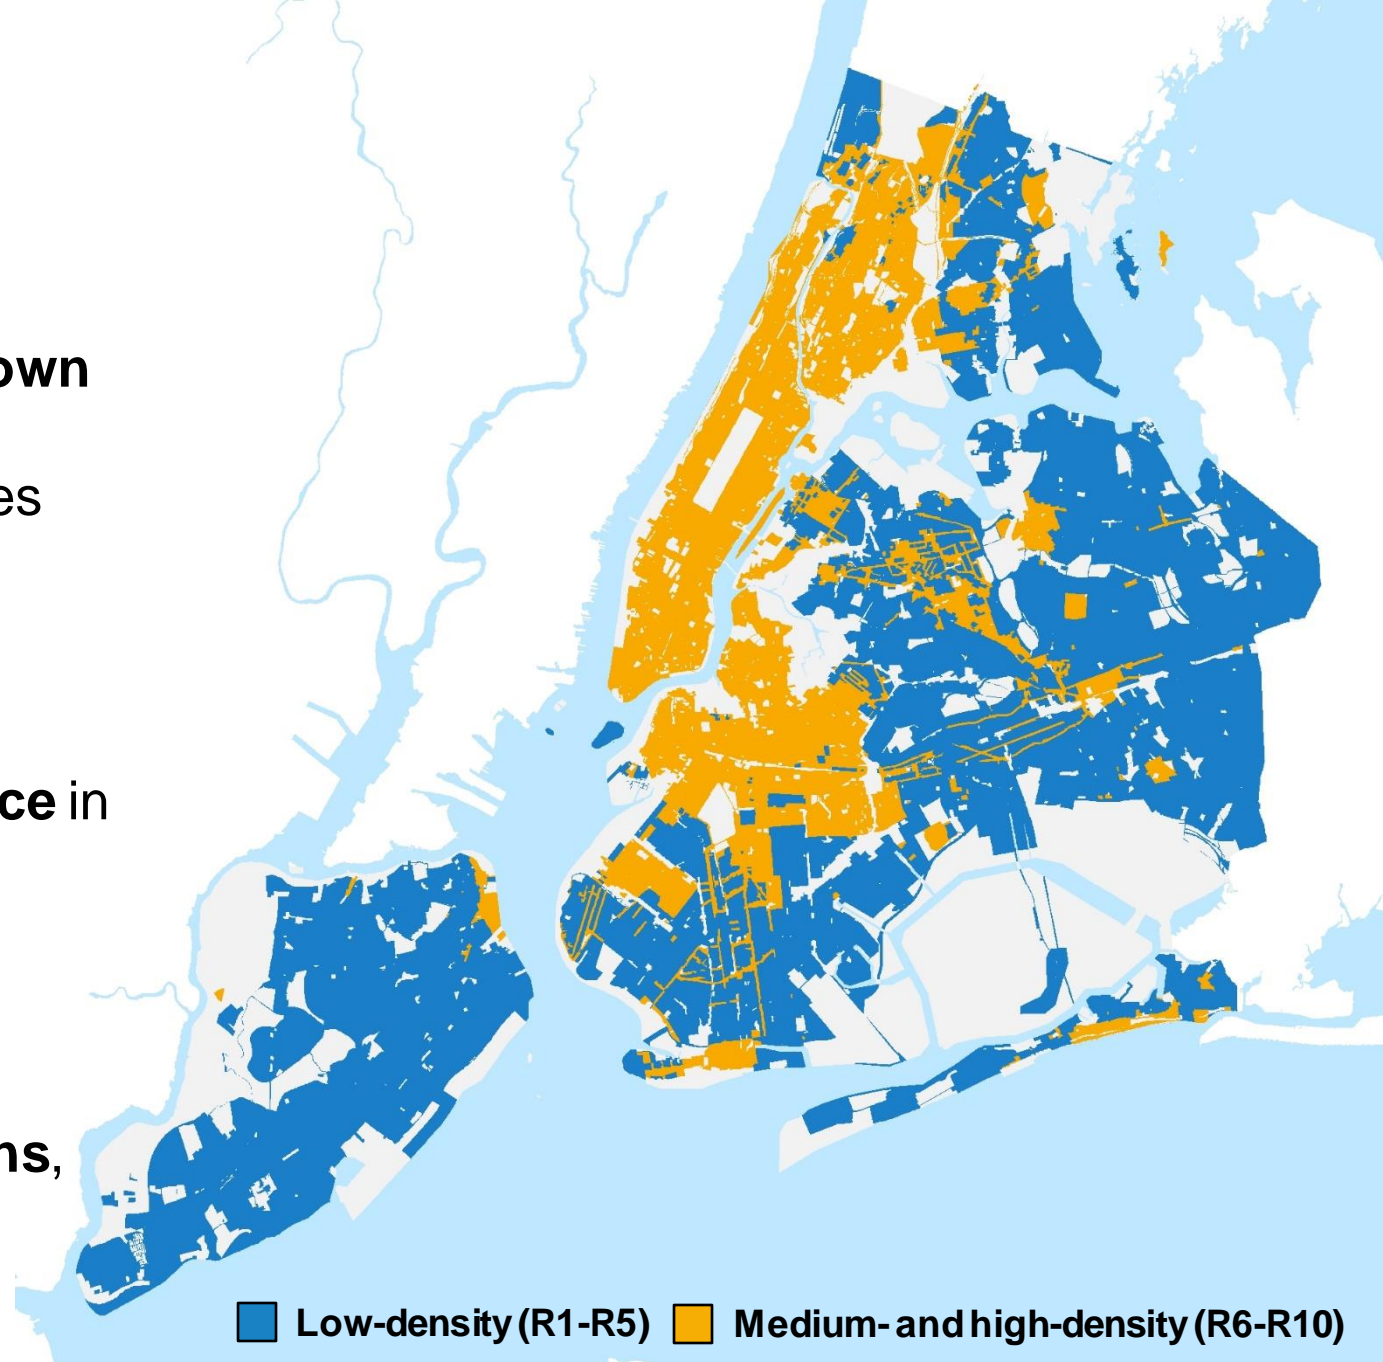 own
es
ce in
ns,
Low-density (R1-R5) Medium- and high-density (R6-R10)